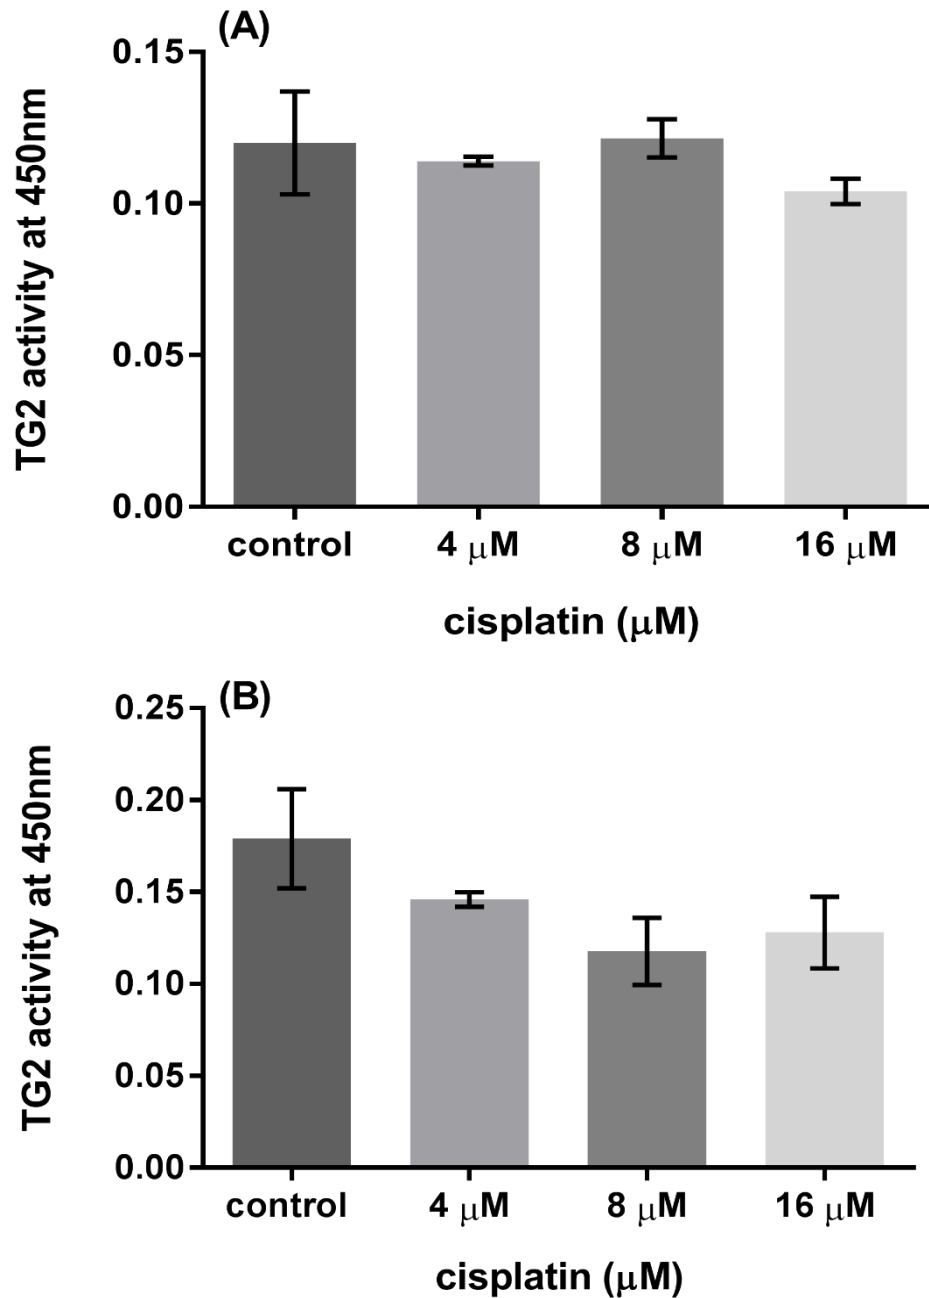 (A)
TG2 activity at 450nm
0.15
0.10
0.05
0.00
control 4 μM 8 μM 16 μM
cisplatin (μM)
(B)
TG2 activity at 450nm
0.25
0.20
0.15
0.10
0.05
0.00
control 4 μM 8 μM 16 μM
cisplatin (μM)